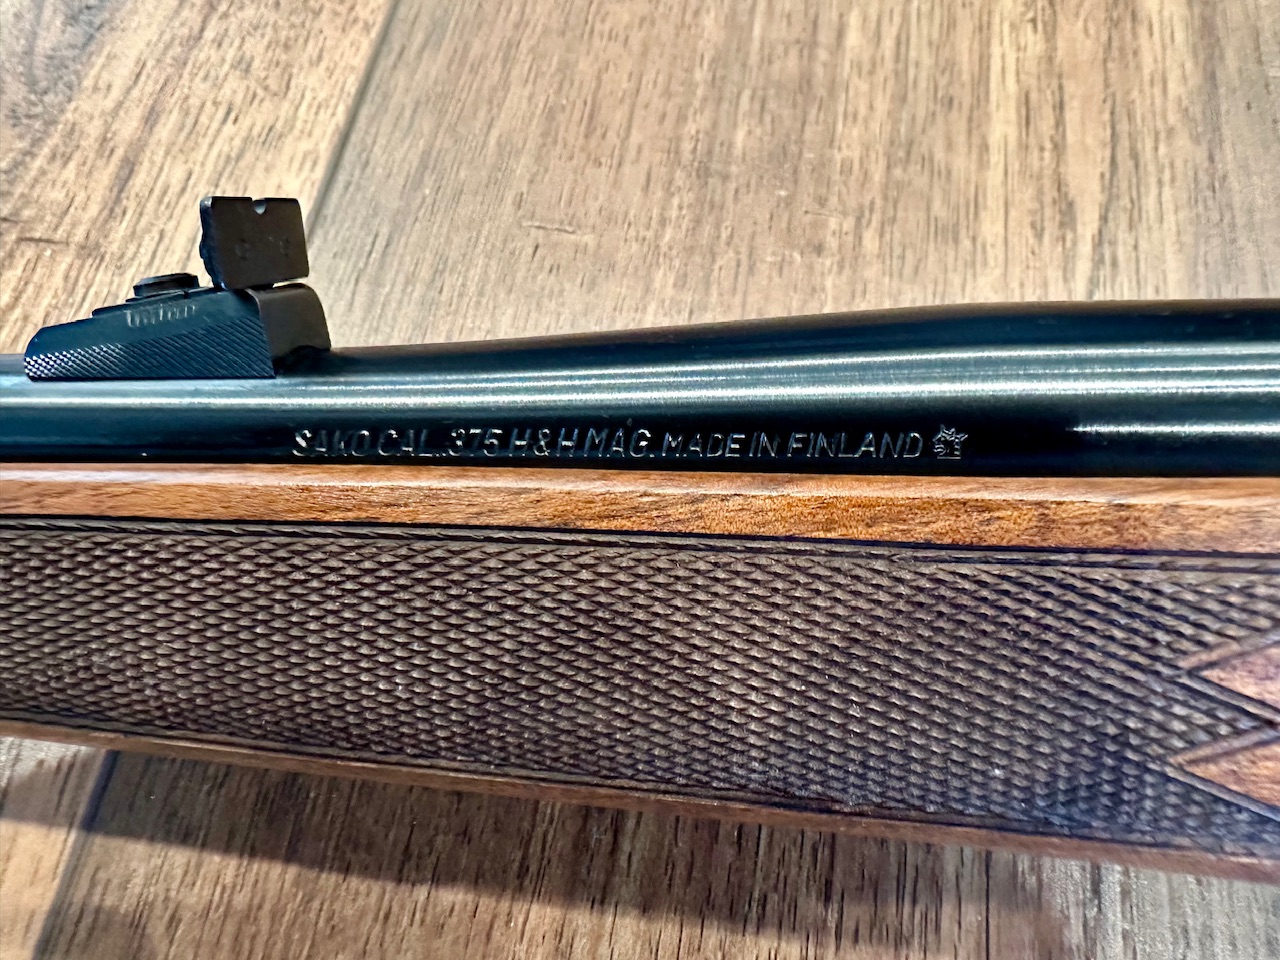 SAKO CAL. .375 H&H MAG. MADE IN FINLAND